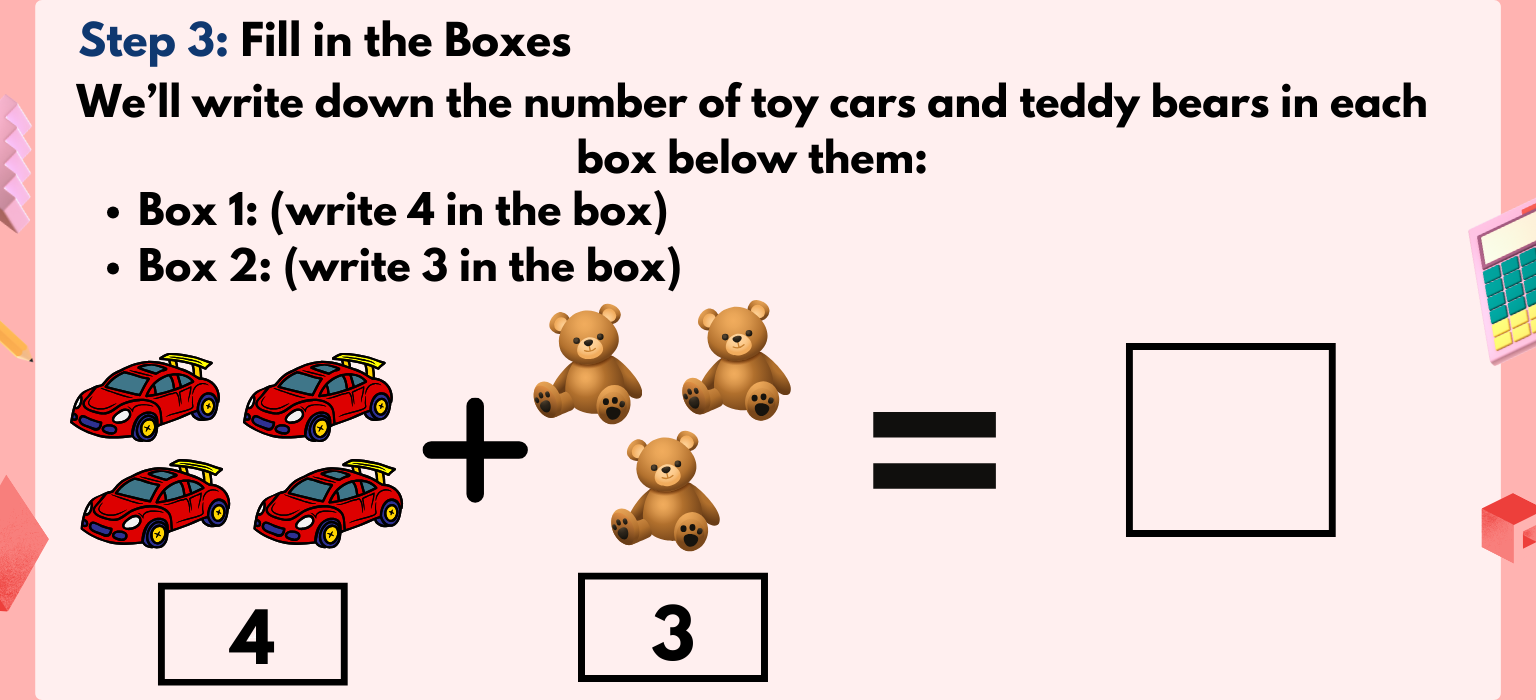 Step 3: Fill in the Boxes
We’ll write down the number of toy cars and teddy bears in each
box below them:
• Box 1: (write 4 in the box)
• Box 2: (write 3 in the box)
+
=
4
3